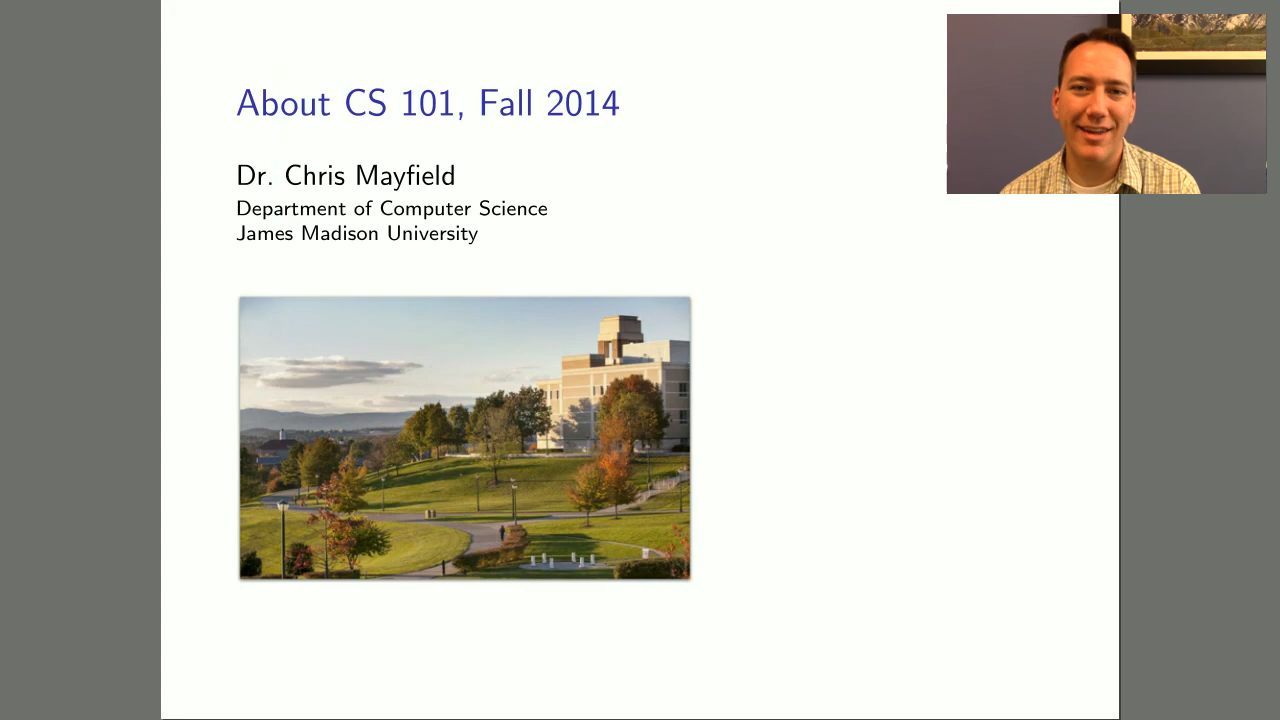 About CS 101, Fall 2014
Dr. Chris Mayfield
Department of Computer Science
James Madison University